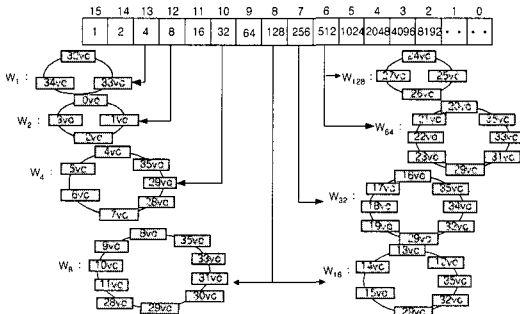 15 14 13 12 11 10 9 8 7 6 5 4 3 2 1 0
1 2 4 8 16 32 64 128 256 512 1024 2048 4096 8192 · · · ·
W1 :
34vc 33vc
0vc
W2 :
3vc 1vc
2vc
4vc
W4 :
5vc 35vc
29vc
6vc 28vc
7vc
8vc
W8 :
9vc 35vc
10vc 33vc
11vc 31vc
28vc 30vc
29vc
24vc
W128 :
27vc 25vc
26vc
20vc
W64 :
21vc 35vc
22vc 33vc
23vc 31vc
29vc
16vc
W32 :
17vc 35vc
18vc 34vc
19vc 32vc
29vc
13vc
W16 :
14vc
35vc
15vc 32vc
29vc